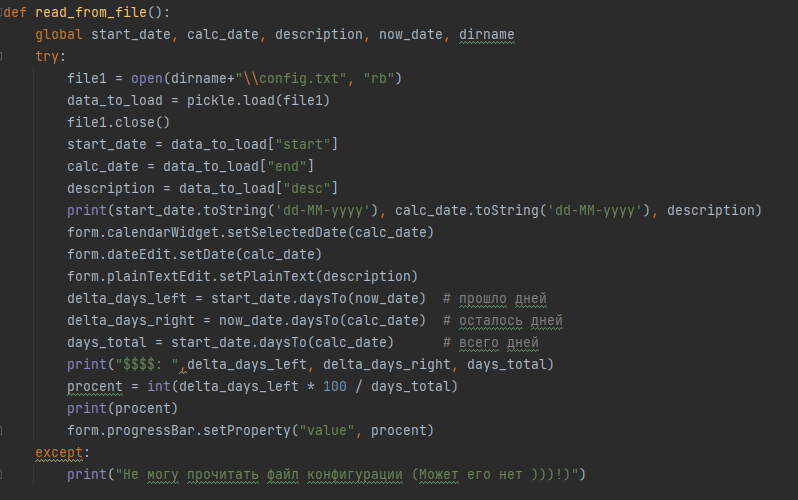 def read_from_file():
    global start_date, calc_date, description, now_date, dirname
    try:
        file1 = open(dirname+"\\config.txt", "rb")
        data_to_load = pickle.load(file1)
        file1.close()
        start_date = data_to_load["start"]
        calc_date = data_to_load["end"]
        description = data_to_load["desc"]
        print(start_date.toString('dd-MM-yyyy'), calc_date.toString('dd-MM-yyyy'), description)
        form.calendarWidget.setSelectedDate(calc_date)
        form.dateEdit.setDate(calc_date)
        form.plainTextEdit.setPlainText(description)
        delta_days_left = start_date.daysTo(now_date)  # прошло дней
        delta_days_right = now_date.daysTo(calc_date)  # осталось дней
        days_total = start_date.daysTo(calc_date)      # всего дней
        print("$$$$: ",delta_days_left, delta_days_right, days_total)
        procent = int(delta_days_left * 100 / days_total)
        print(procent)
        form.progressBar.setProperty("value", procent)
    except:
        print("Не могу прочитать файл конфигурации (Может его нет )))!)")